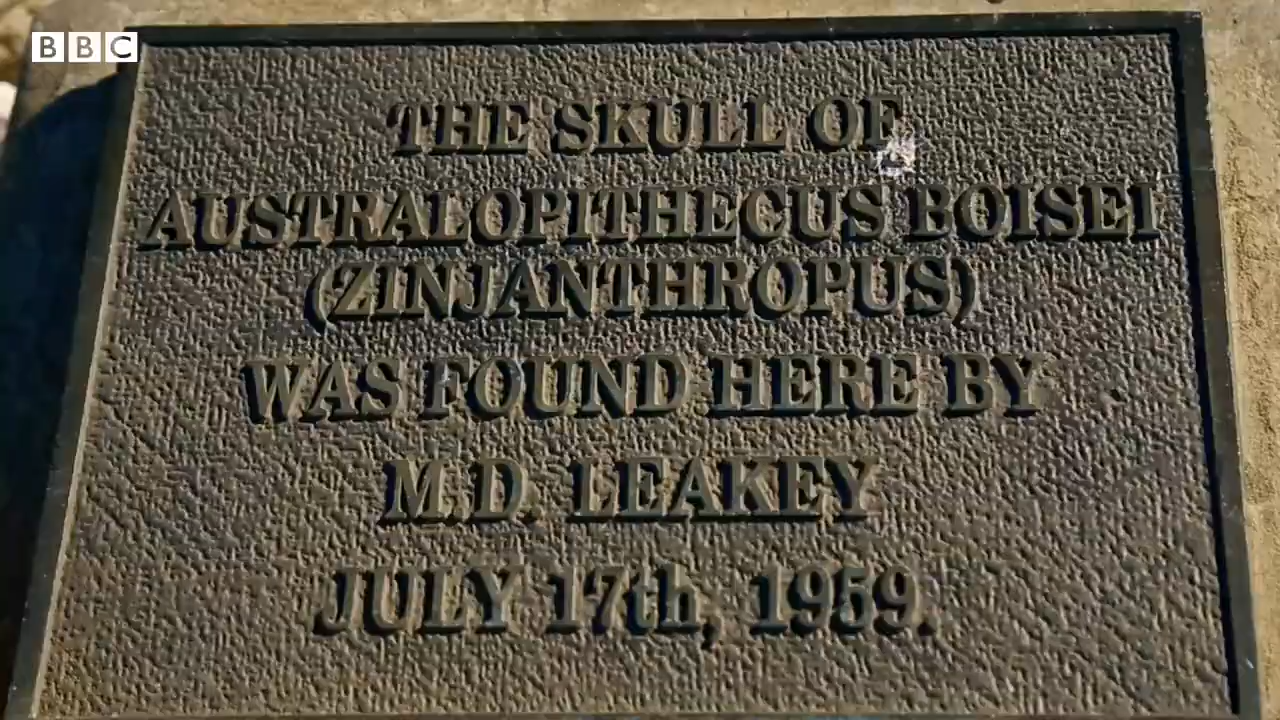 BBC
THE SKULL OF
AUSTRALOPITHECUS BOISEI
(ZINJANTHROPUS)
WAS FOUND HERE BY
M.D. LEAKEY
JULY 17th, 1959.